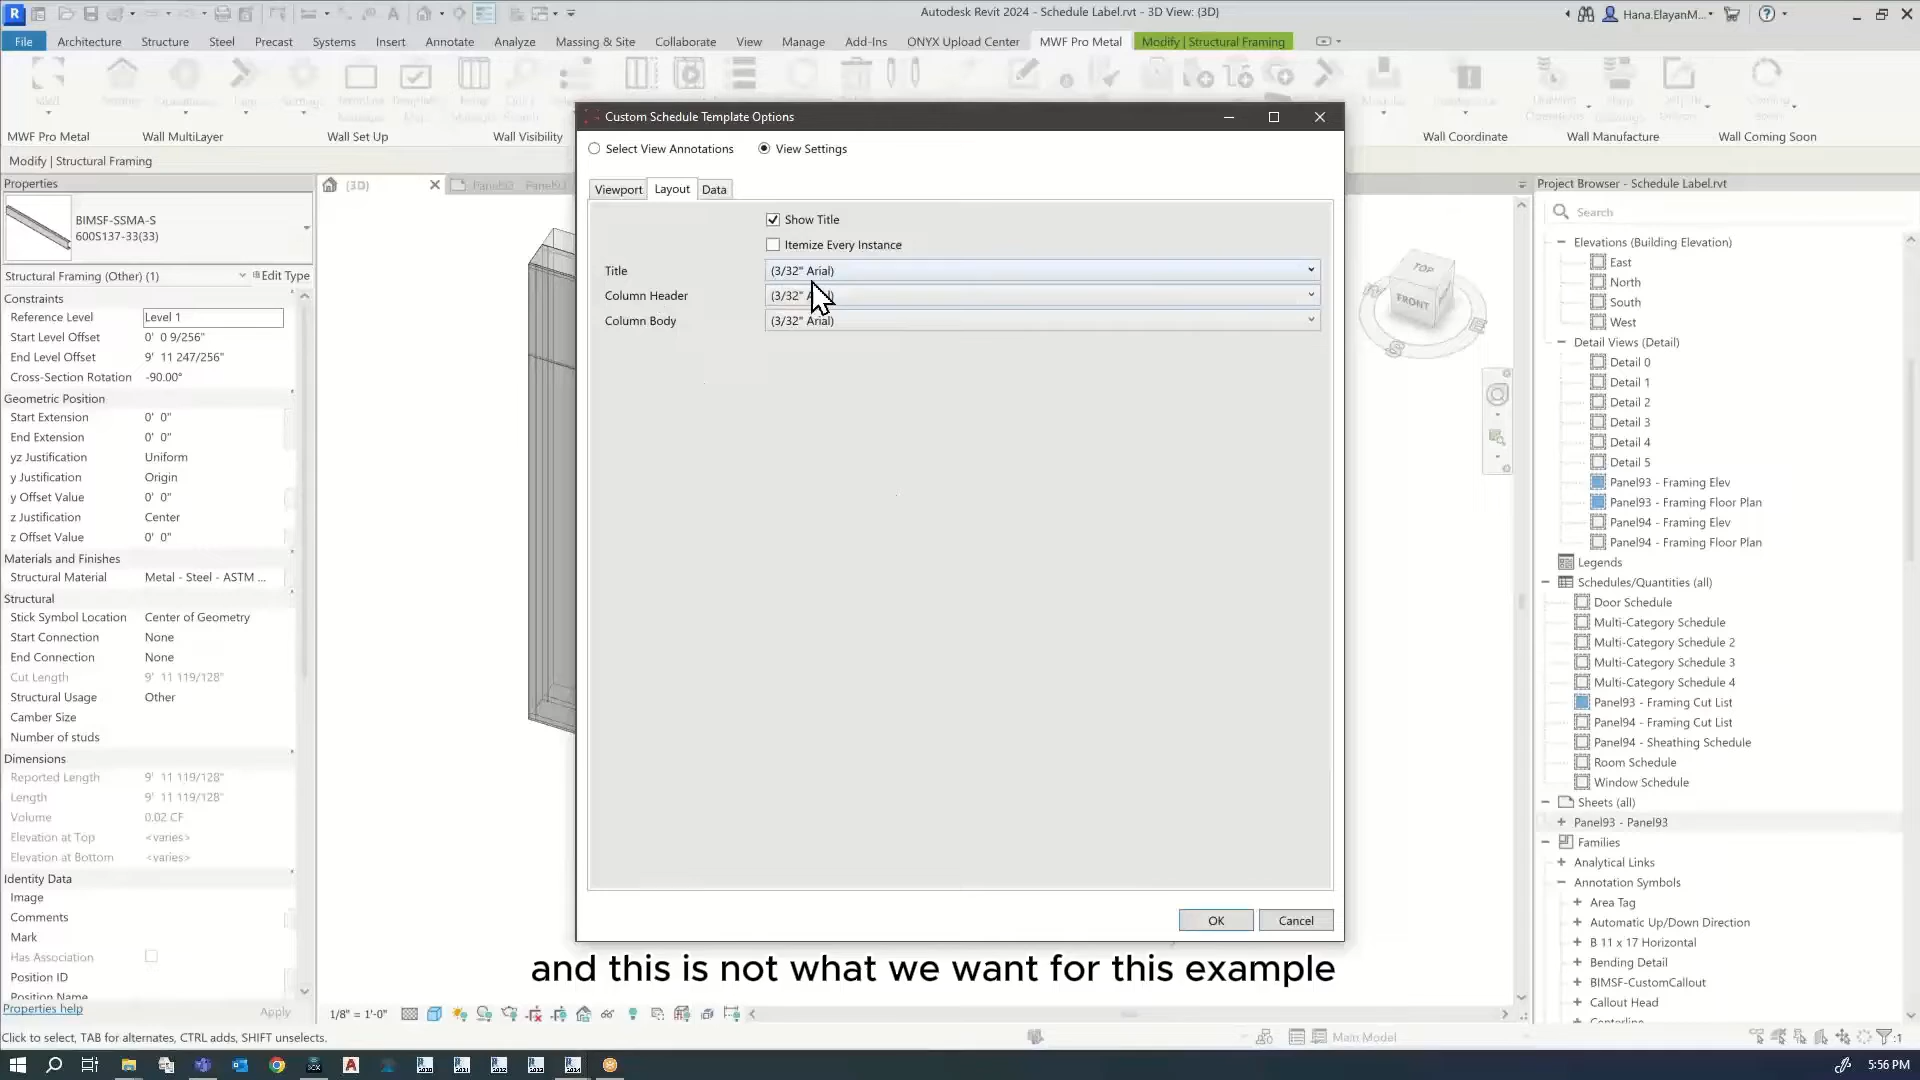 Autodesk Revit 2024 - Schedule Label.rvt - 3D View: {3D}
Hana.ElayanM...
File Architecture Structure Steel Precast Systems Insert Annotate Analyze Massing & Site Collaborate View Manage Add-Ins ONYX Upload Center MWF Pro Metal Modify | Structural Framing
MWF Pro Metal Wall MultiLayer Wall Set Up Wall Visibility Wall Coordinate Wall Manufacture Wall Coming Soon
Modify | Structural Framing
Properties
BIMSF-SSMA-S
600S137-33(33)
Structural Framing (Other) (1) Edit Type
Constraints
Reference Level Level 1
Start Level Offset 0' 0 9/256"
End Level Offset 9' 11 247/256"
Cross-Section Rotation -90.00°
Geometric Position
Start Extension 0' 0"
End Extension 0' 0"
yz Justification Uniform
y Justification Origin
y Offset Value 0' 0"
z Justification Center
z Offset Value 0' 0"
Materials and Finishes
Structural Material Metal - Steel - ASTM ...
Structural
Stick Symbol Location Center of Geometry
Start Connection None
End Connection None
Cut Length 9' 11 119/128"
Structural Usage Other
Camber Size
Number of studs
Dimensions
Reported Length 9' 11 119/128"
Length 9' 11 119/128"
Volume 0.02 CF
Elevation at Top <varies>
Elevation at Bottom <varies>
Identity Data
Image
Comments
Mark
Has Association
Position ID
Position Name
Properties help Apply
{3D}
Custom Schedule Template Options
Select View Annotations View Settings
Viewport Layout Data
Show Title
Itemize Every Instance
Title (3/32" Arial)
Column Header (3/32"
Column Body (3/32" Arial)
OK Cancel
TOP
FRONT
S
E
and this is not what we want for this example
Project Browser - Schedule Label.rvt
Search
Elevations (Building Elevation)
East
North
South
West
Detail Views (Detail)
Detail 0
Detail 1
Detail 2
Detail 3
Detail 4
Detail 5
Panel93 - Framing Elev
Panel93 - Framing Floor Plan
Panel94 - Framing Elev
Panel94 - Framing Floor Plan
Legends
Schedules/Quantities (all)
Door Schedule
Multi-Category Schedule
Multi-Category Schedule 2
Multi-Category Schedule 3
Multi-Category Schedule 4
Panel93 - Framing Cut List
Panel94 - Framing Cut List
Panel94 - Sheathing Schedule
Room Schedule
Window Schedule
Sheets (all)
Panel93 - Panel93
Families
Analytical Links
Annotation Symbols
Area Tag
Automatic Up/Down Direction
B 11 x 17 Horizontal
Bending Detail
BIMSF-CustomCallout
Callout Head
Centerline
1/8" = 1'-0"
Click to select, TAB for alternates, CTRL adds, SHIFT unselects.
Main Model
:1
5:56 PM